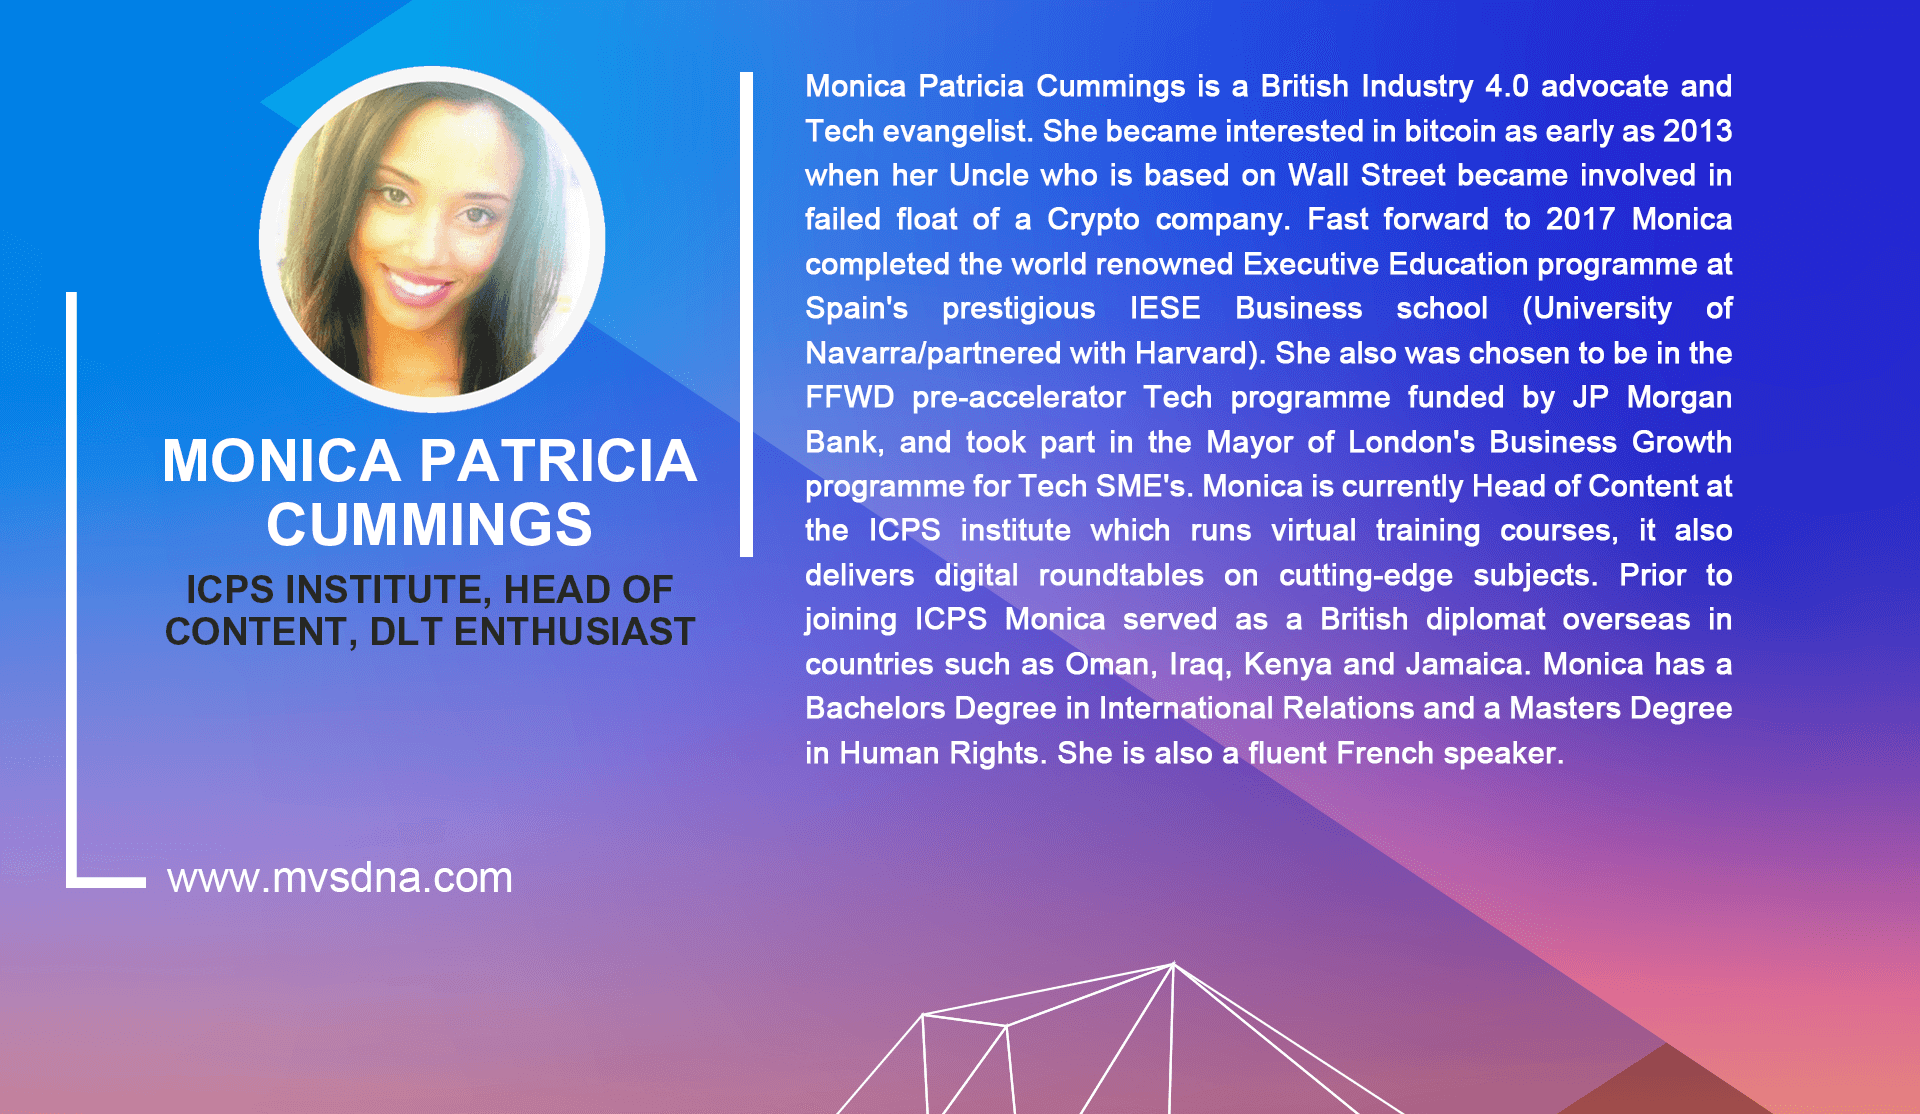 MONICA PATRICIA
CUMMINGS
ICPS INSTITUTE, HEAD OF
CONTENT, DLT ENTHUSIAST
www.mvsdna.com
Monica Patricia Cummings is a British Industry 4.0 advocate and
Tech evangelist. She became interested in bitcoin as early as 2013
when her Uncle who is based on Wall Street became involved in
failed float of a Crypto company. Fast forward to 2017 Monica
completed the world renowned Executive Education programme at
Spain's prestigious IESE Business school (University of
Navarra/partnered with Harvard). She also was chosen to be in the
FFWD pre-accelerator Tech programme funded by JP Morgan
Bank, and took part in the Mayor of London's Business Growth
programme for Tech SME's. Monica is currently Head of Content at
the ICPS institute which runs virtual training courses, it also
delivers digital roundtables on cutting-edge subjects. Prior to
joining ICPS Monica served as a British diplomat overseas in
countries such as Oman, Iraq, Kenya and Jamaica. Monica has a
Bachelors Degree in International Relations and a Masters Degree
in Human Rights. She is also a fluent French speaker.